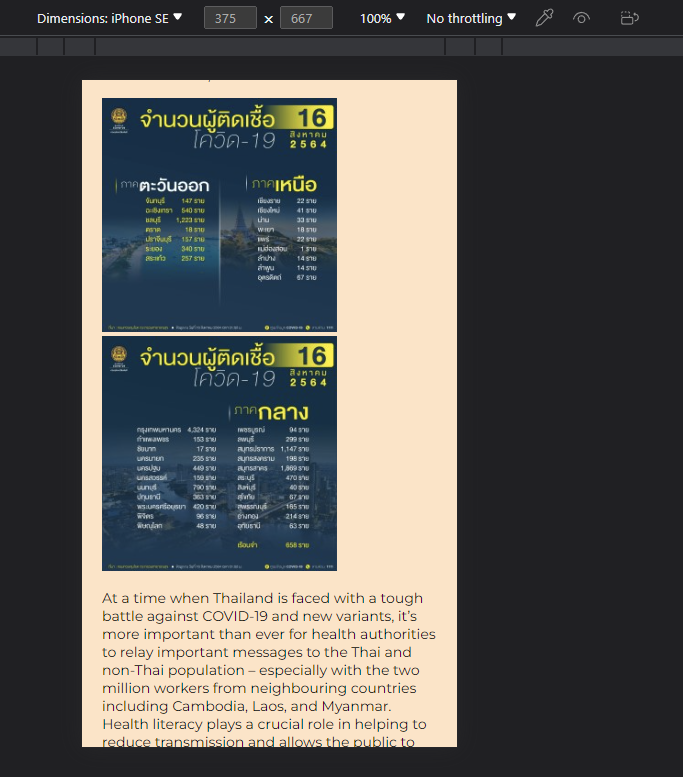 Dimensions: iPhone SE
375 × 667
100%
No throttling
จำนวนผู้ติดเชื้อ 16
โควิด-19 สิงหาคม
2564
ภาคตะวันออก
จันทบุรี 147 ราย
ฉะเชิงเทรา 540 ราย
ชลบุรี 1,223 ราย
ตราด 18 ราย
ปราจีนบุรี 157 ราย
ระยอง 340 ราย
สระแก้ว 257 ราย
ภาคเหนือ
เชียงราย 22 ราย
เชียงใหม่ 41 ราย
น่าน 33 ราย
พะเยา 18 ราย
แพร่ 22 ราย
แม่ฮ่องสอน 1 ราย
ลำปาง 14 ราย
ลำพูน 14 ราย
อุตรดิตถ์ 67 ราย
จำนวนผู้ติดเชื้อ 16
โควิด-19 สิงหาคม
2564
ภาคกลาง
กรุงเทพมหานคร 4,324 ราย
กำแพงเพชร 153 ราย
ชัยนาท 17 ราย
นครนายก 235 ราย
นครปฐม 449 ราย
นครสวรรค์ 159 ราย
นนทบุรี 790 ราย
ปทุมธานี 363 ราย
พระนครศรีอยุธยา 420 ราย
พิจิตร 96 ราย
พิษณุโลก 48 ราย
เพชรบูรณ์ 94 ราย
ลพบุรี 299 ราย
สมุทรปราการ 1,147 ราย
สมุทรสงคราม 198 ราย
สมุทรสาคร 1,869 ราย
สระบุรี 470 ราย
สิงห์บุรี 40 ราย
สุโขทัย 67 ราย
สุพรรณบุรี ราย
อ่างทอง 214 ราย
อุทัยธานี 63 ราย
เรือนจำ 658 ราย
At a time when Thailand is faced with a tough
battle against COVID-19 and new variants, it’s
more important than ever for health authorities
to relay important messages to the Thai and
non-Thai population – especially with the two
million workers from neighbouring countries
including Cambodia, Laos, and Myanmar.
Health literacy plays a crucial role in helping to
reduce transmission and allows the public to